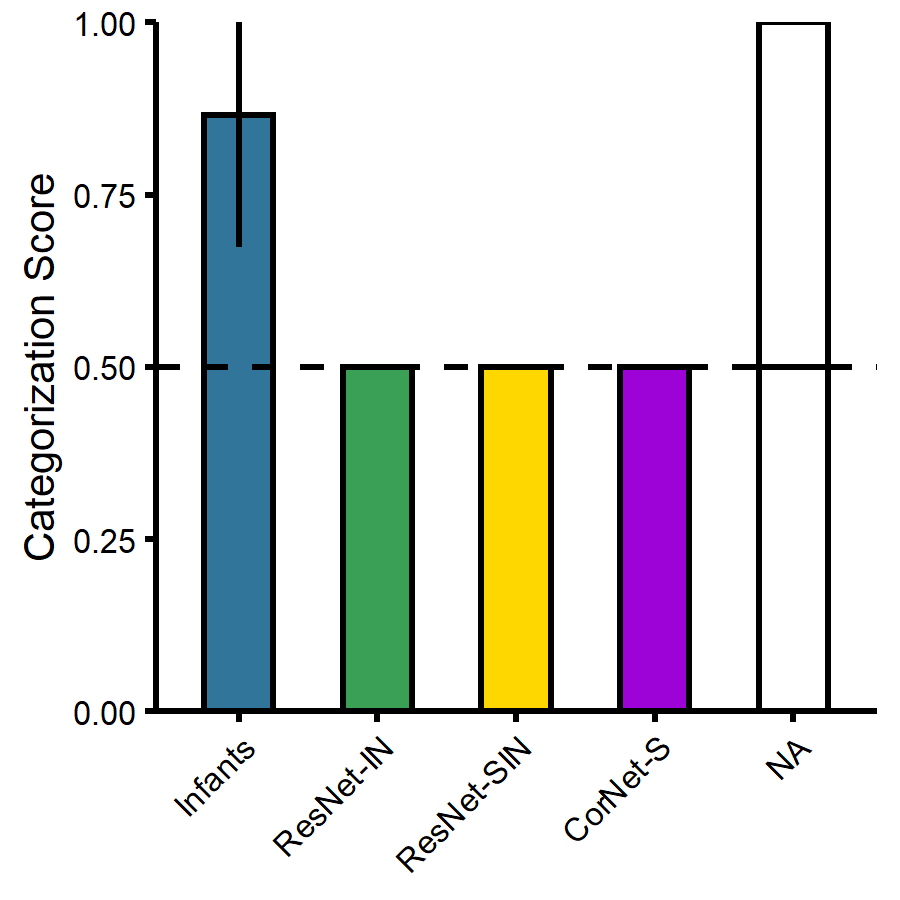 Categorization Score
1.00
0.75
0.50
0.25
0.00
Infants
ResNet-IN
ResNet-SIN
CorNet-S
NA